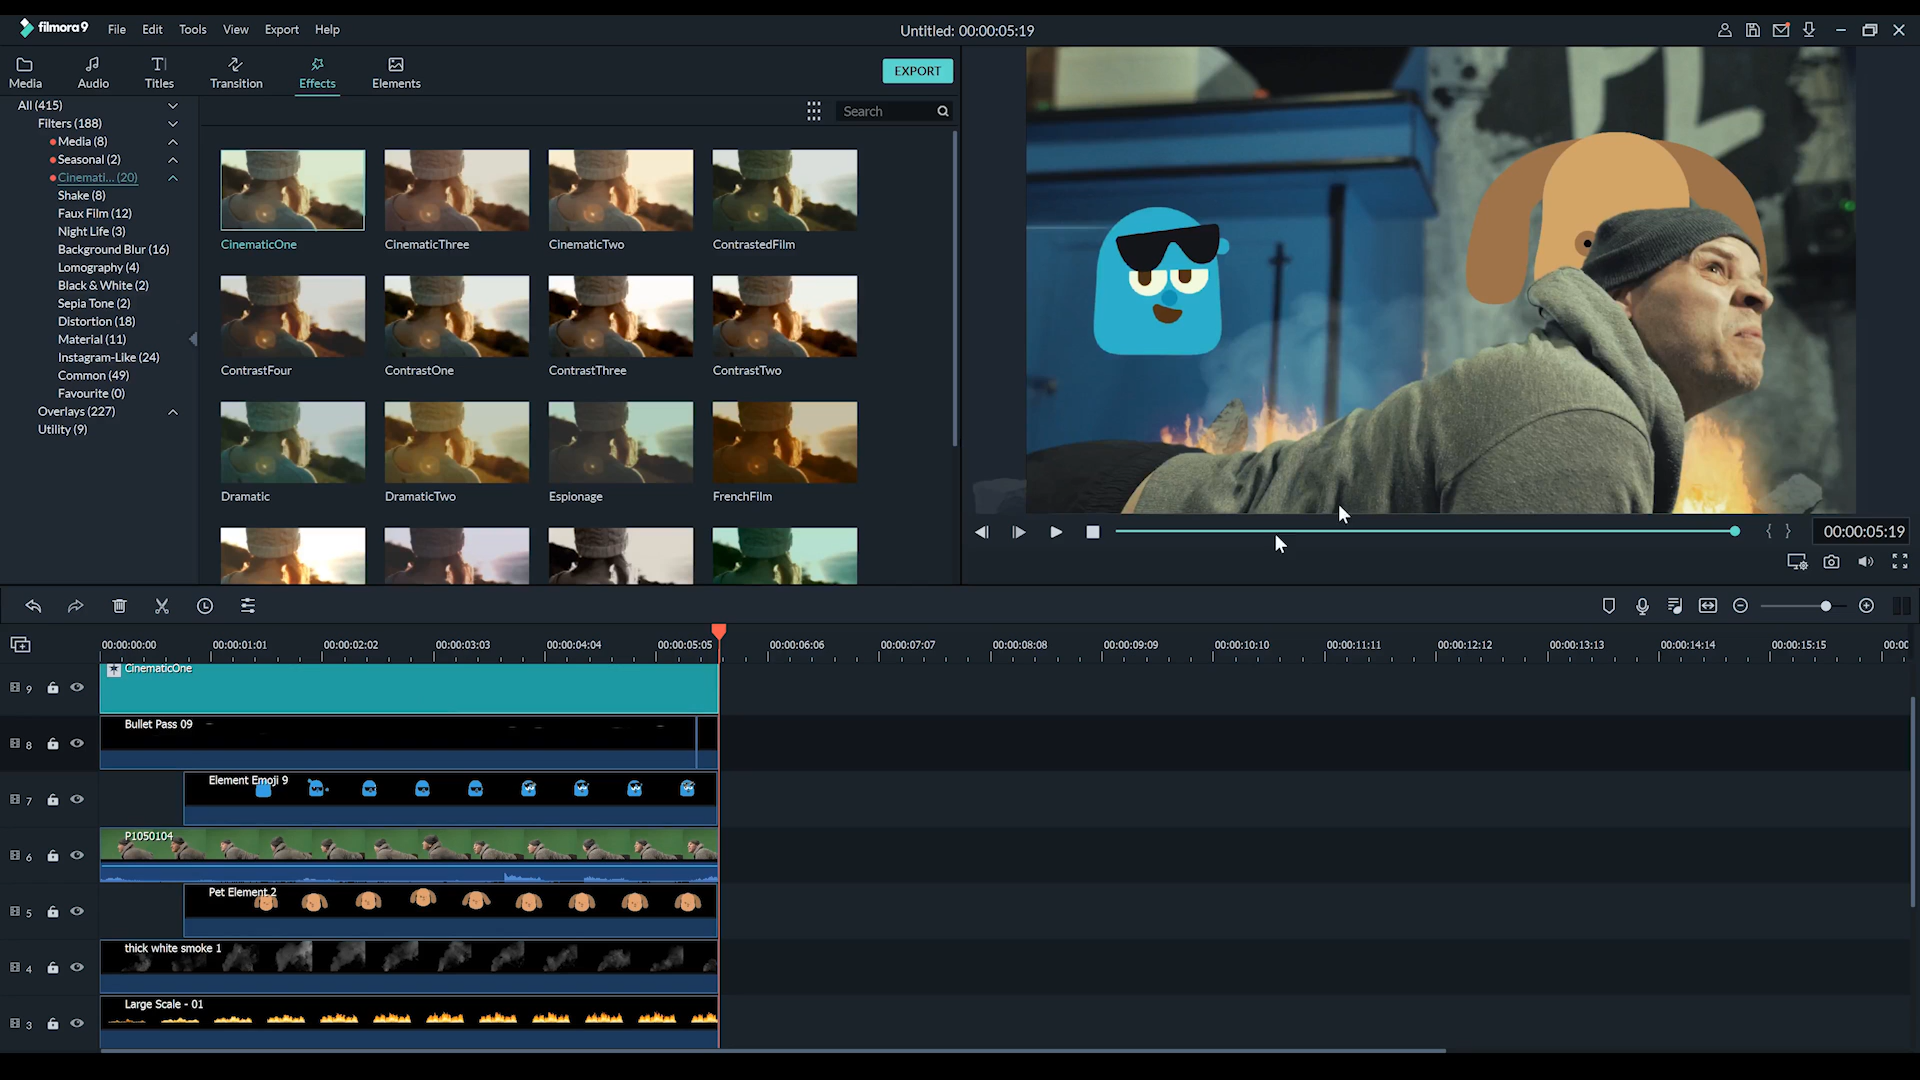 filmora9 File Edit Tools View Export Help
Untitled: 00:00:05:19
Media Audio Titles Transition Effects Elements
EXPORT
Search
All (415)
Filters (188)
Media (8)
Seasonal (2)
Cinemati... (20)
Shake (8)
Faux Film (12)
Night Life (3)
Background Blur (16)
Lomography (4)
Black & White (2)
Sepia Tone (2)
Distortion (18)
Material (11)
Instagram-Like (24)
Common (49)
Favourite (0)
Overlays (227)
Utility (9)
CinematicOne CinematicThree CinematicTwo ContrastedFilm
ContrastFour ContrastOne ContrastThree ContrastTwo
Dramatic DramaticTwo Espionage FrenchFilm
00:00:05:19
00:00:00:00 00:00:01:01 00:00:02:02 00:00:03:03 00:00:04:04 00:00:05:05 00:00:06:06 00:00:07:07 00:00:08:08 00:00:09:09 00:00:10:10 00:00:11:11 00:00:12:12 00:00:13:13 00:00:14:14 00:00:15:15 00:00
9 CinematicOne
8 Bullet Pass 09
7 Element Emoji 9
6 P1050104
5 Pet Element 2
4 thick white smoke 1
3 Large Scale - 01